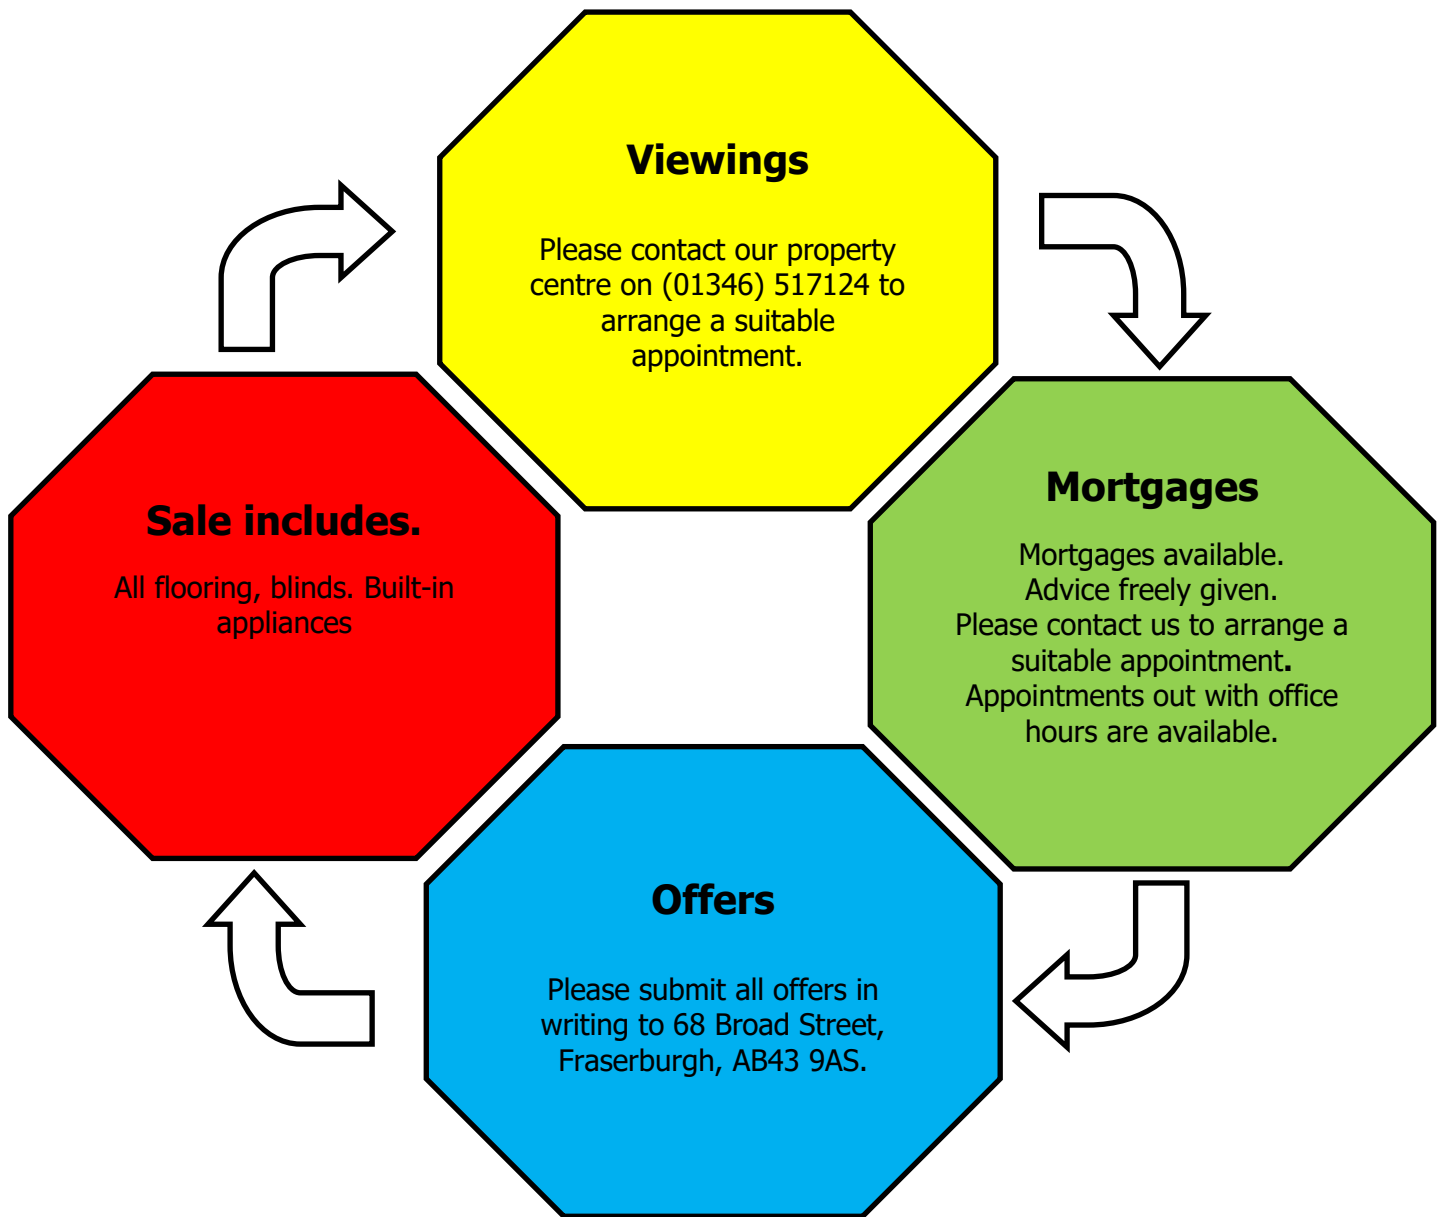 Viewings
Please contact our property
centre on (01346) 517124 to
arrange a suitable
appointment.
Mortgages
Mortgages available.
Advice freely given.
Please contact us to arrange a
suitable appointment.
Appointments out with office
hours are available.
Offers
Please submit all offers in
writing to 68 Broad Street,
Fraserburgh, AB43 9AS.
Sale includes.
All flooring, blinds. Built-in
appliances